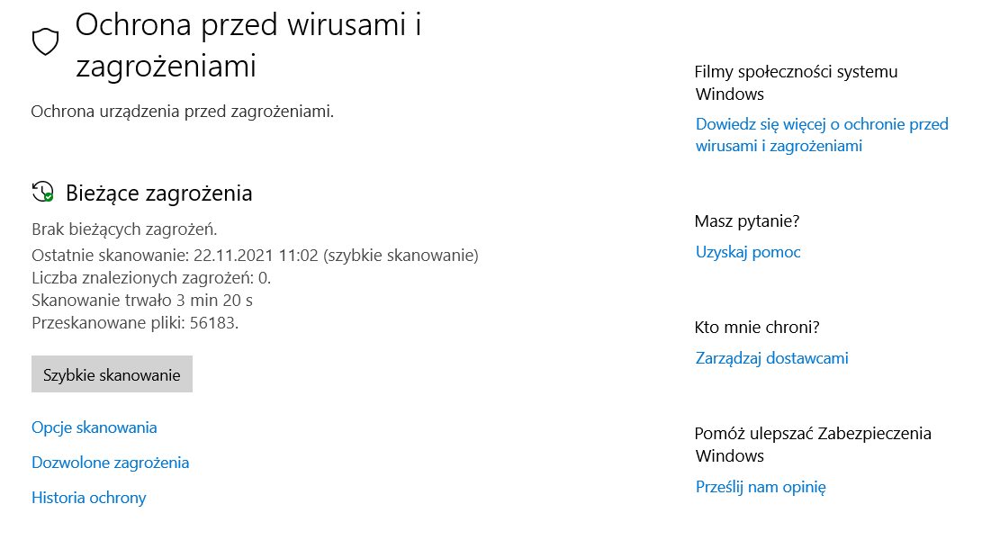 Ochrona przed wirusami i
zagrożeniami
Ochrona urządzenia przed zagrożeniami.
Bieżące zagrożenia
Brak bieżących zagrożeń.
Ostatnie skanowanie: 22.11.2021 11:02 (szybkie skanowanie)
Liczba znalezionych zagrożeń: 0.
Skanowanie trwało 3 min 20 s
Przeskanowane pliki: 56183.
Szybkie skanowanie
Opcje skanowania
Dozwolone zagrożenia
Historia ochrony
Filmy społeczności systemu
Windows
Dowiedz się więcej o ochronie przed
wirusami i zagrożeniami
Masz pytanie?
Uzyskaj pomoc
Kto mnie chroni?
Zarządzaj dostawcami
Pomóż ulepszać Zabezpieczenia
Windows
Prześlij nam opinię